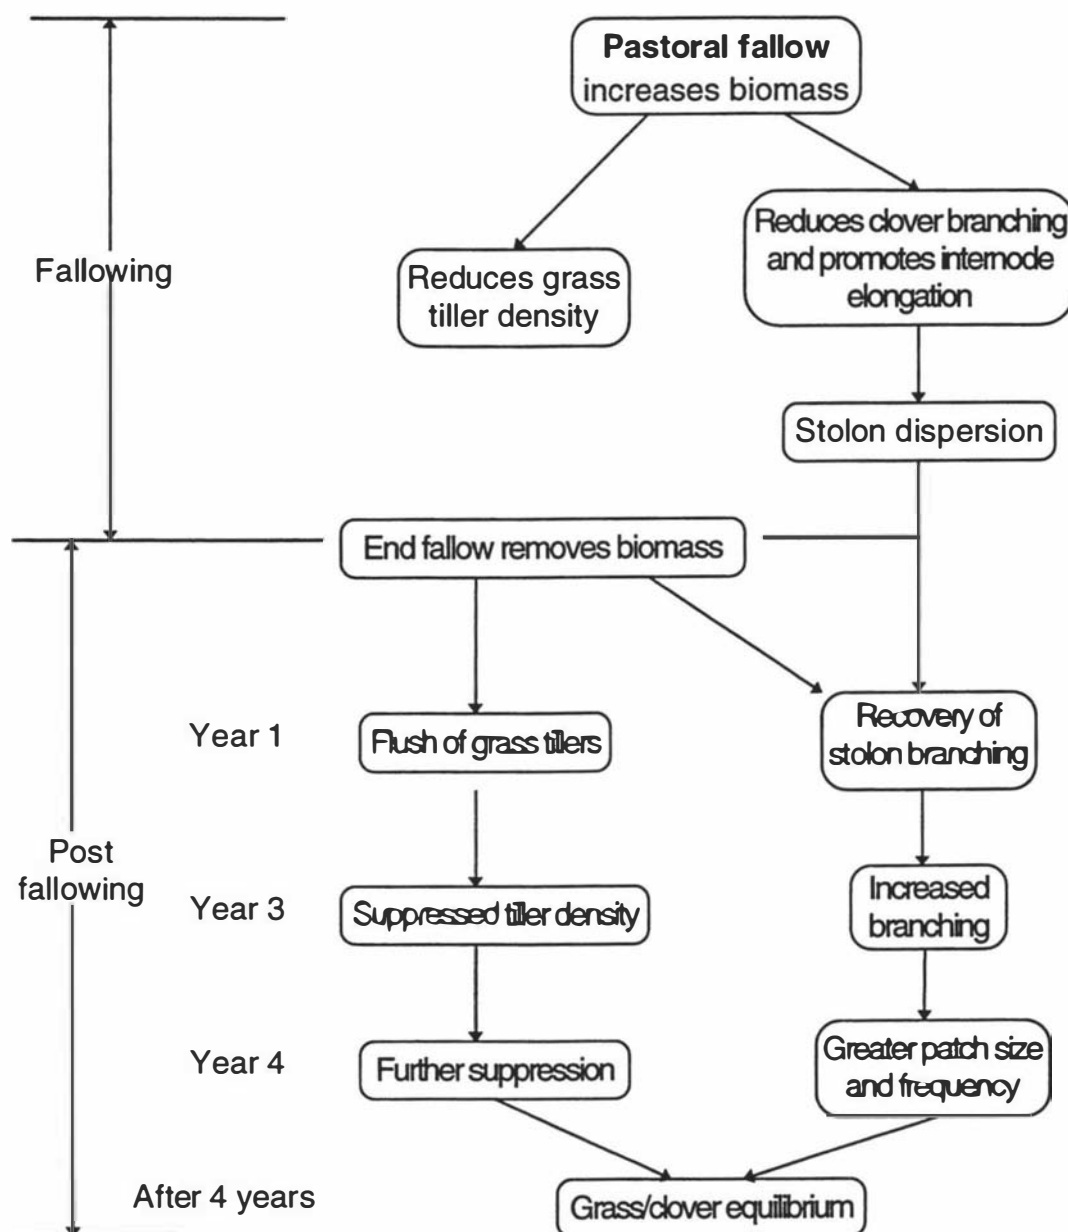 Pastoral fallow
increases biomass
Fallowing
Reduces grass
tiller density
Reduces clover branching
and promotes internode
elongation
Stolon dispersion
End fallow removes biomass
Year 1
Flush of grass tillers
Recovery of
stolon branching
Post
fallowing
Year 3
Suppressed tiller density
Increased
branching
Year 4
Further suppression
Greater patch size
and frequency
After 4 years
Grass/clover equilibrium